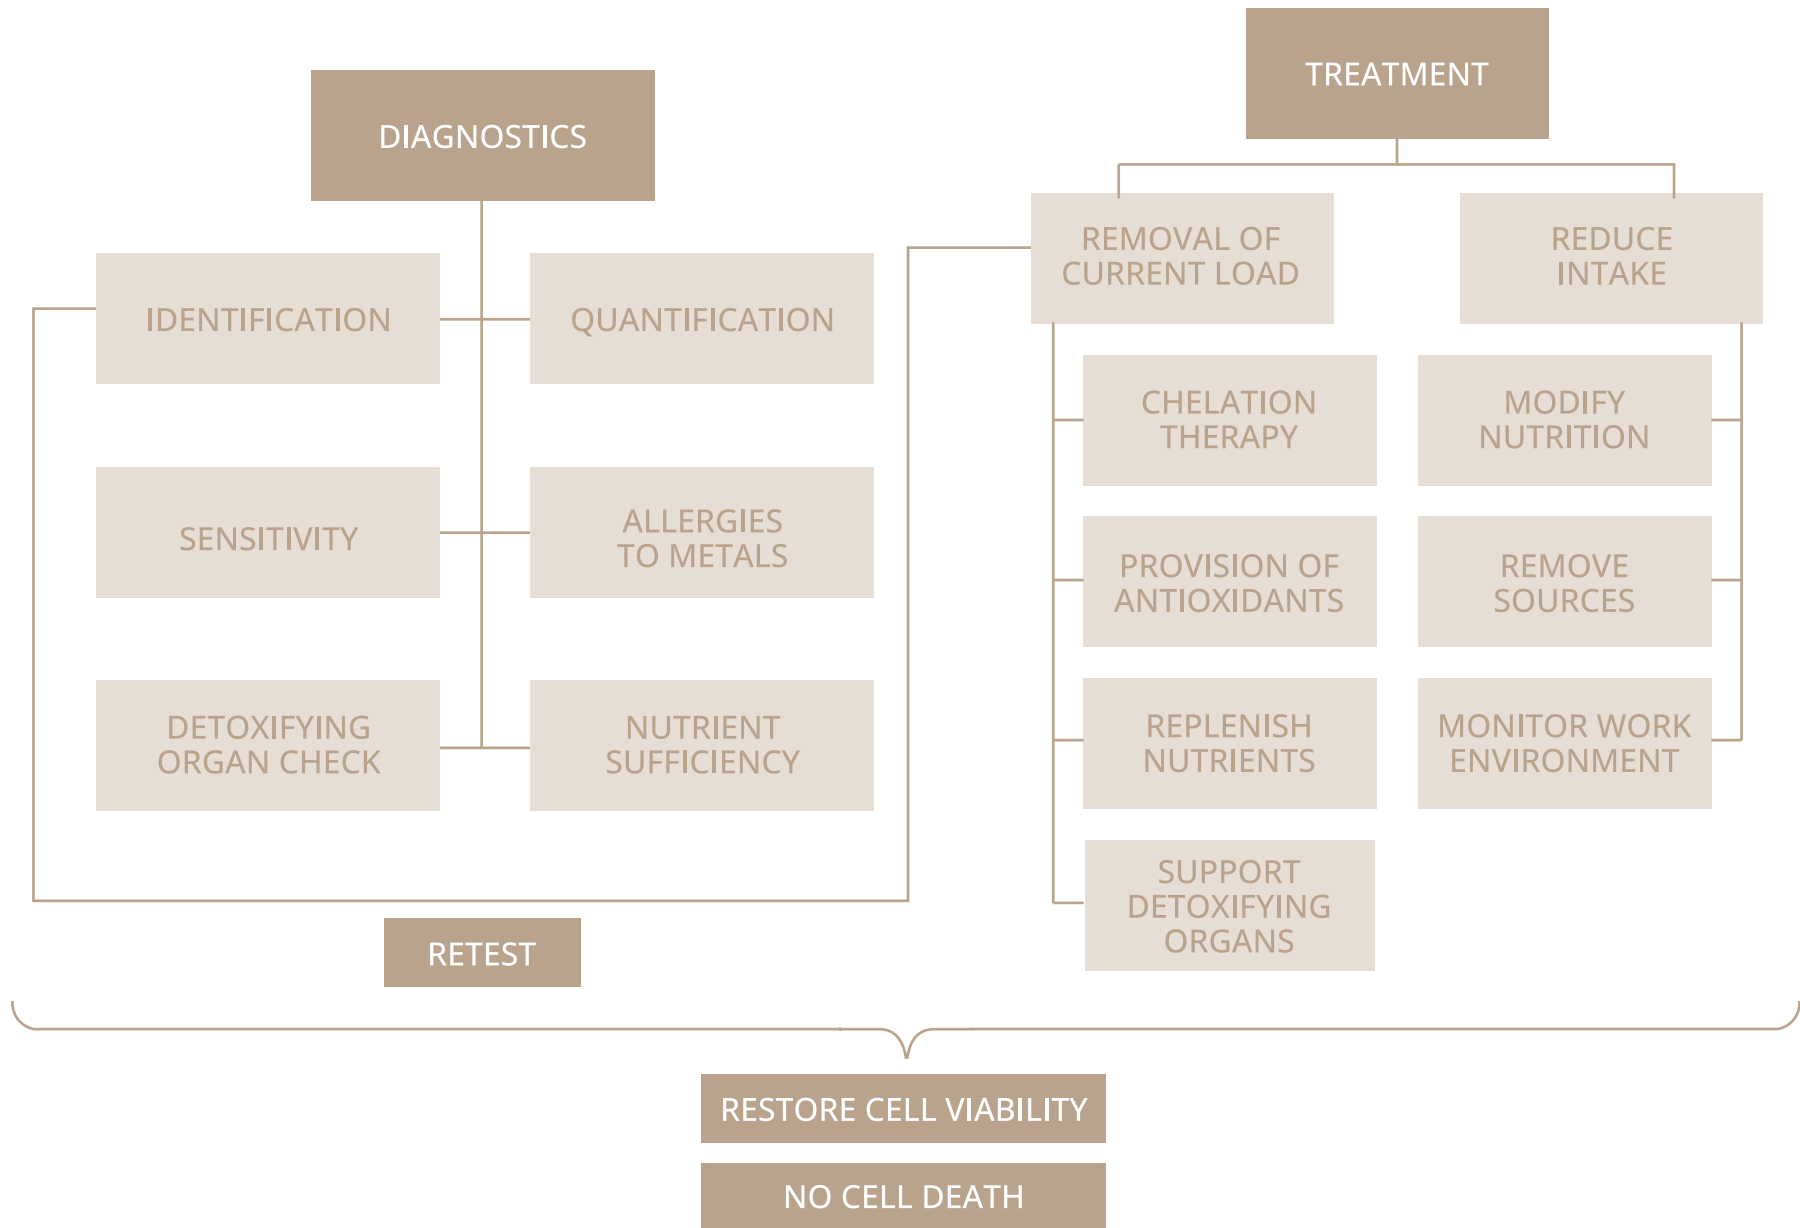 DIAGNOSTICS
IDENTIFICATION
QUANTIFICATION
SENSITIVITY
ALLERGIES
TO METALS
DETOXIFYING
ORGAN CHECK
NUTRIENT
SUFFICIENCY
RETEST
TREATMENT
REMOVAL OF
CURRENT LOAD
REDUCE
INTAKE
CHELATION
THERAPY
MODIFY
NUTRITION
PROVISION OF
ANTIOXIDANTS
REMOVE
SOURCES
REPLENISH
NUTRIENTS
MONITOR WORK
ENVIRONMENT
SUPPORT
DETOXIFYING
ORGANS
RESTORE CELL VIABILITY
NO CELL DEATH